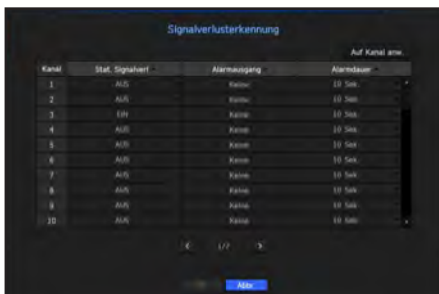 Signalverlusterkennung
Auf Kanal anw.
Kanal Stat. Signalverl Alarmausgang Alarmdauer
1 AUS Keine 10 Sek.
2 AUS Keine 10 Sek.
3 EIN Keine 10 Sek.
4 AUS Keine 10 Sek.
5 AUS Keine 10 Sek.
6 AUS Keine 10 Sek.
7 AUS Keine 10 Sek.
8 AUS Keine 10 Sek.
9 AUS Keine 10 Sek.
10 AUS Keine 10 Sek.
< 1/7 >
Abbr.